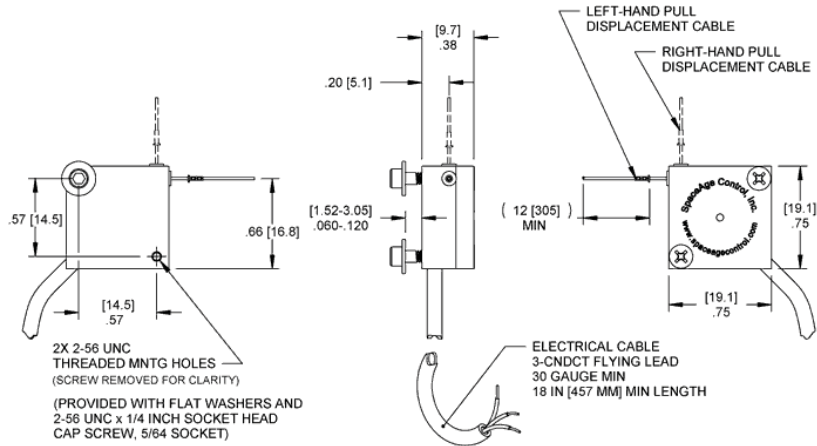 LEFT-HAND PULL
DISPLACEMENT CABLE
RIGHT-HAND PULL
DISPLACEMENT CABLE
[9.7]
.38
.20 [5.1]
.57 [14.5]
.66 [16.8]
[14.5]
.57
[1.52-3.05]
.060-.120
( 12 [305] )
MIN
SpaceAge Control, Inc.
www.spaceagecontrol.com
[19.1]
.75
[19.1]
.75
2X 2-56 UNC
THREADED MNTG HOLES
(SCREW REMOVED FOR CLARITY)
(PROVIDED WITH FLAT WASHERS AND
2-56 UNC x 1/4 INCH SOCKET HEAD
CAP SCREW, 5/64 SOCKET)
ELECTRICAL CABLE
3-CNDCT FLYING LEAD
30 GAUGE MIN
18 IN [457 MM] MIN LENGTH